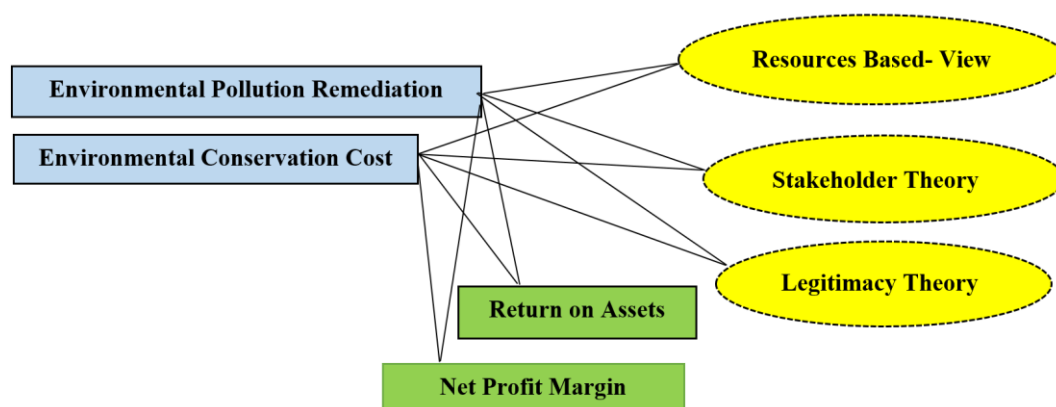 Resources Based- View
Environmental Pollution Remediation
Environmental Conservation Cost
Stakeholder Theory
Legitimacy Theory
Return on Assets
Net Profit Margin